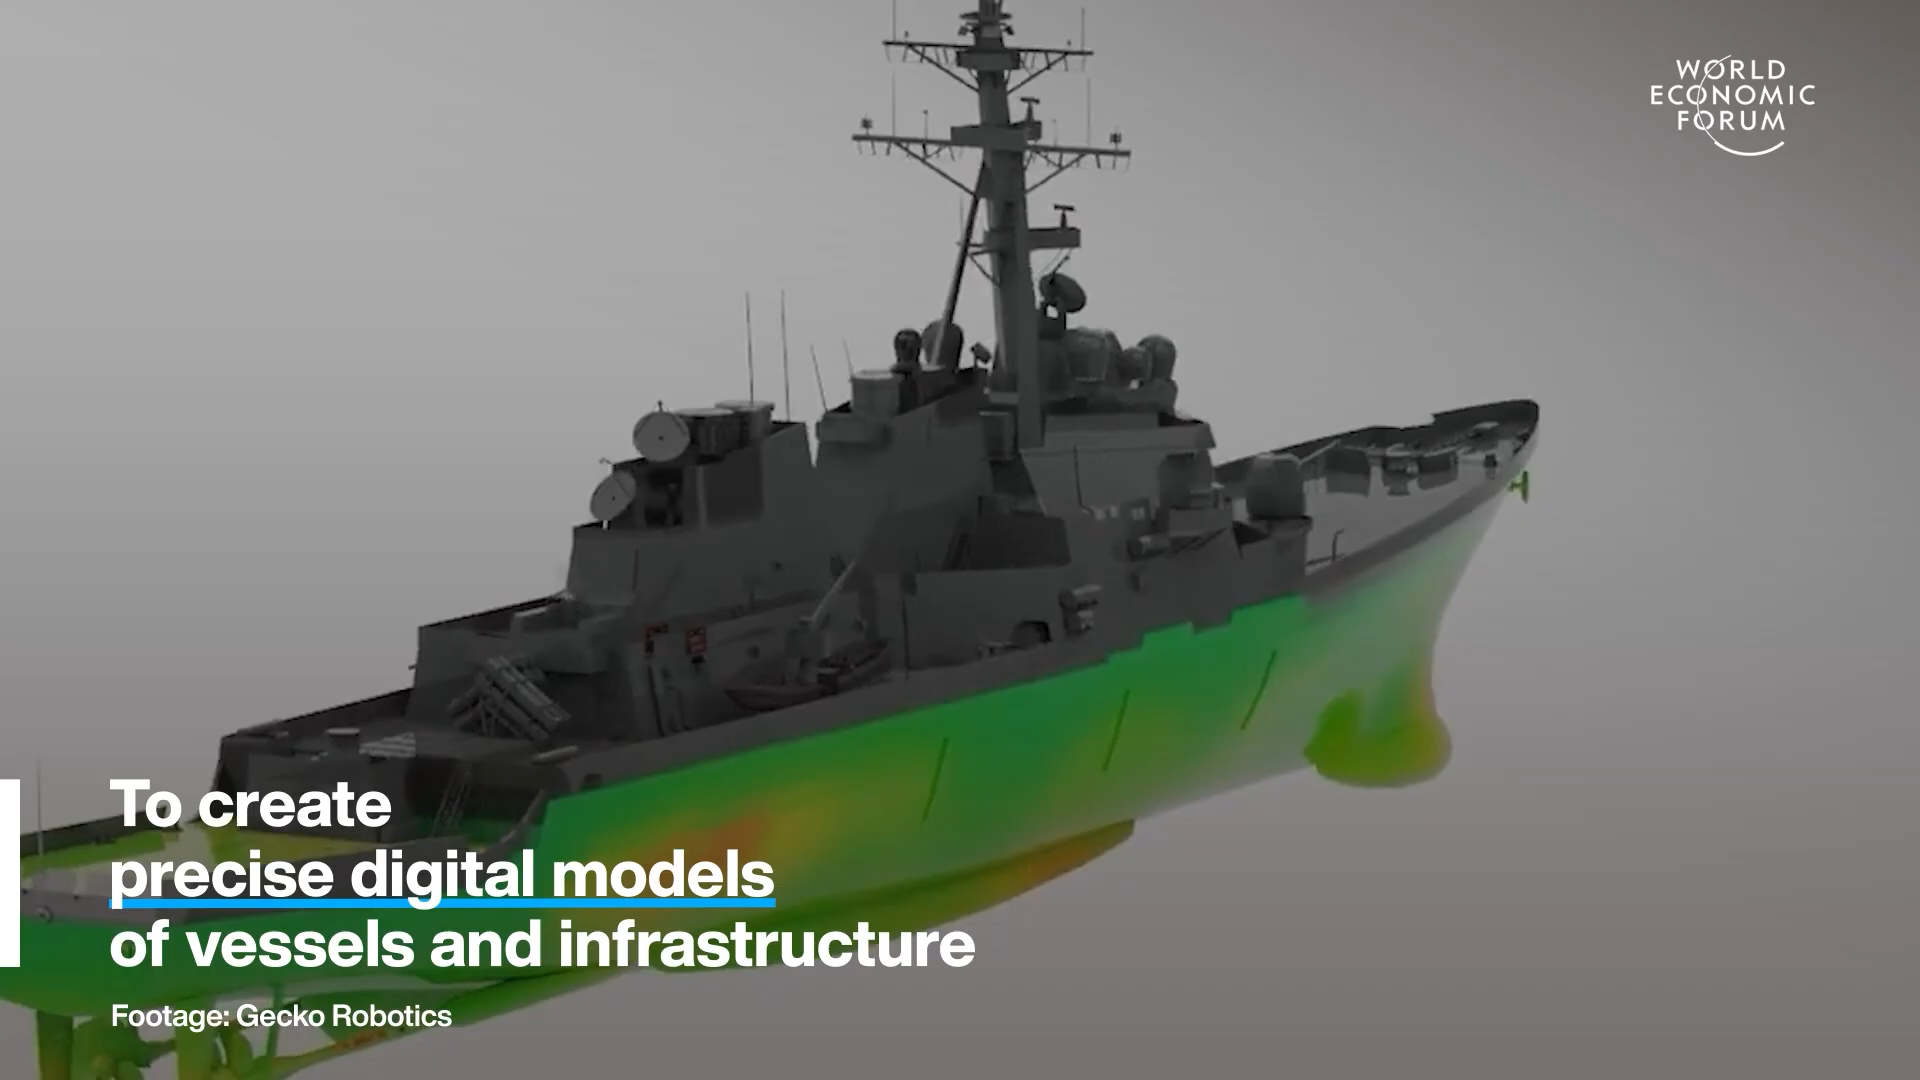 WORLD
ECONOMIC
FORUM
To create
precise digital models
of vessels and infrastructure
Footage: Gecko Robotics